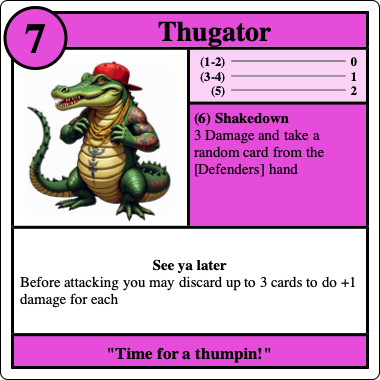 7
Thugator
(1-2) 0
(3-4) 1
(5) 2
(6) Shakedown
3 Damage and take a
random card from the
[Defenders] hand
See ya later
Before attacking you may discard up to 3 cards to do +1
damage for each
"Time for a thumpin!"